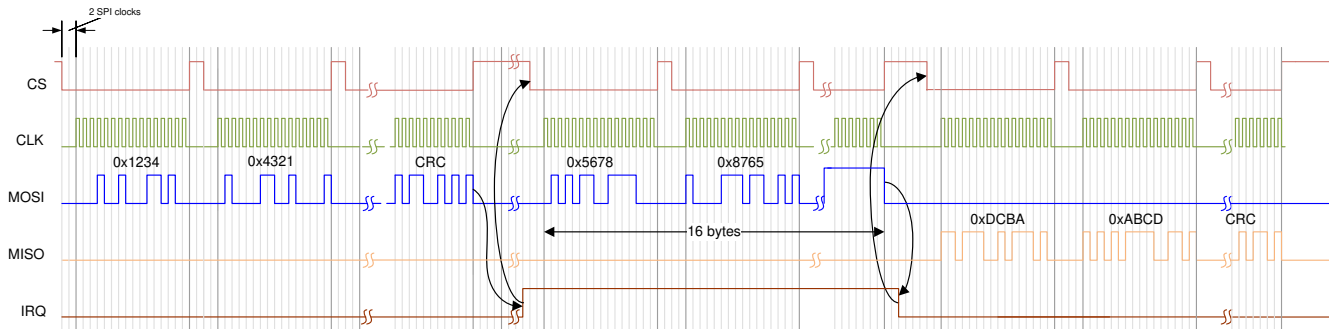 2 SPI clocks
CS
CLK
0x1234 0x4321 CRC 0x5678 0x8765
MOSI
0xDCBA 0xABCD CRC
16 bytes
MISO
IRQ